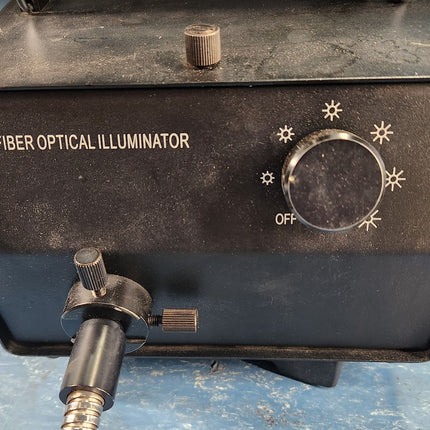 FIBER OPTICAL ILLUMINATOR
OFF